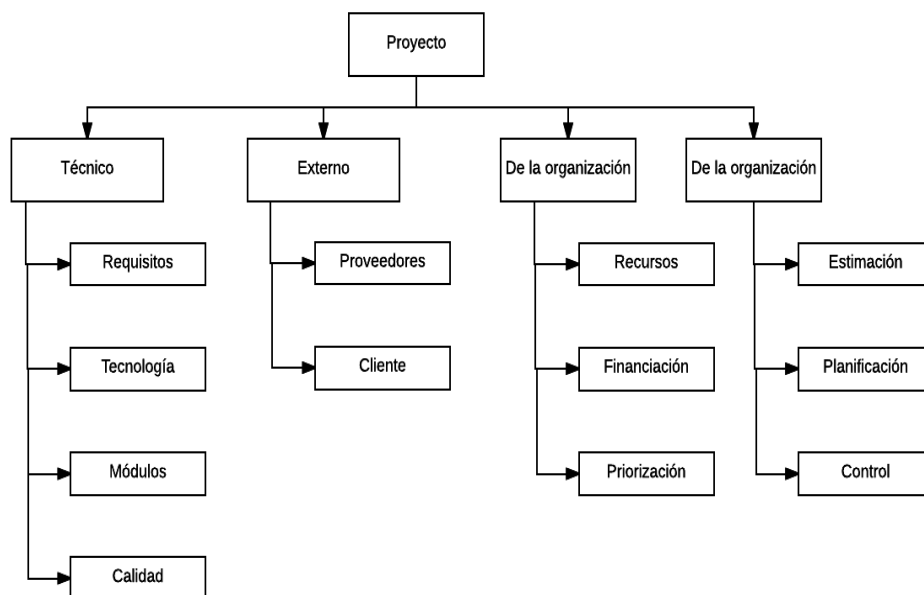 Proyecto
Técnico
Externo
De la organización
De la organización
Requisitos
Proveedores
Recursos
Estimación
Tecnología
Cliente
Financiación
Planificación
Módulos
Priorización
Control
Calidad